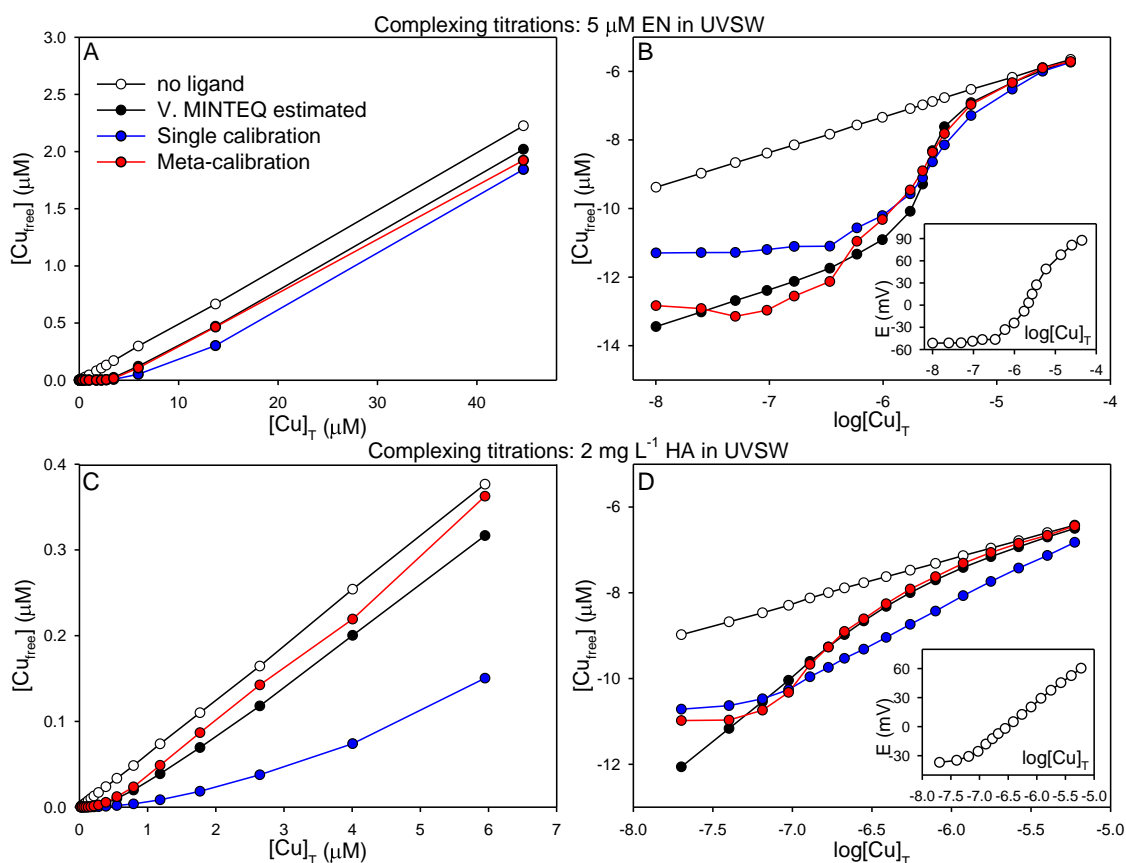 Complexing titrations: 5 μM EN in UVSW
A
no ligand
V. MINTEQ estimated
Single calibration
Meta-calibration
[Cu_free] (μM)
3.0
2.5
2.0
1.5
1.0
0.5
0.0
0 10 20 30 40
[Cu]_T (μM)
B
[Cu_free] (μM)
-6
-8
-10
-12
-14
-8 -7 -6 -5 -4
log[Cu]_T
E (mV)
90
60
30
0
-30
-60
log[Cu]_T
-8 -7 -6 -5 -4
Complexing titrations: 2 mg L⁻¹ HA in UVSW
C
[Cu_free] (μM)
0.4
0.3
0.2
0.1
0.0
0 1 2 3 4 5 6 7
[Cu]_T (μM)
D
[Cu_free] (μM)
-6
-8
-10
-12
-8.0 -7.5 -7.0 -6.5 -6.0 -5.5 -5.0
log[Cu]_T
E (mV)
60
30
0
-30
log[Cu]_T
-8.0 -7.5 -7.0 -6.5 -6.0 -5.5 -5.0